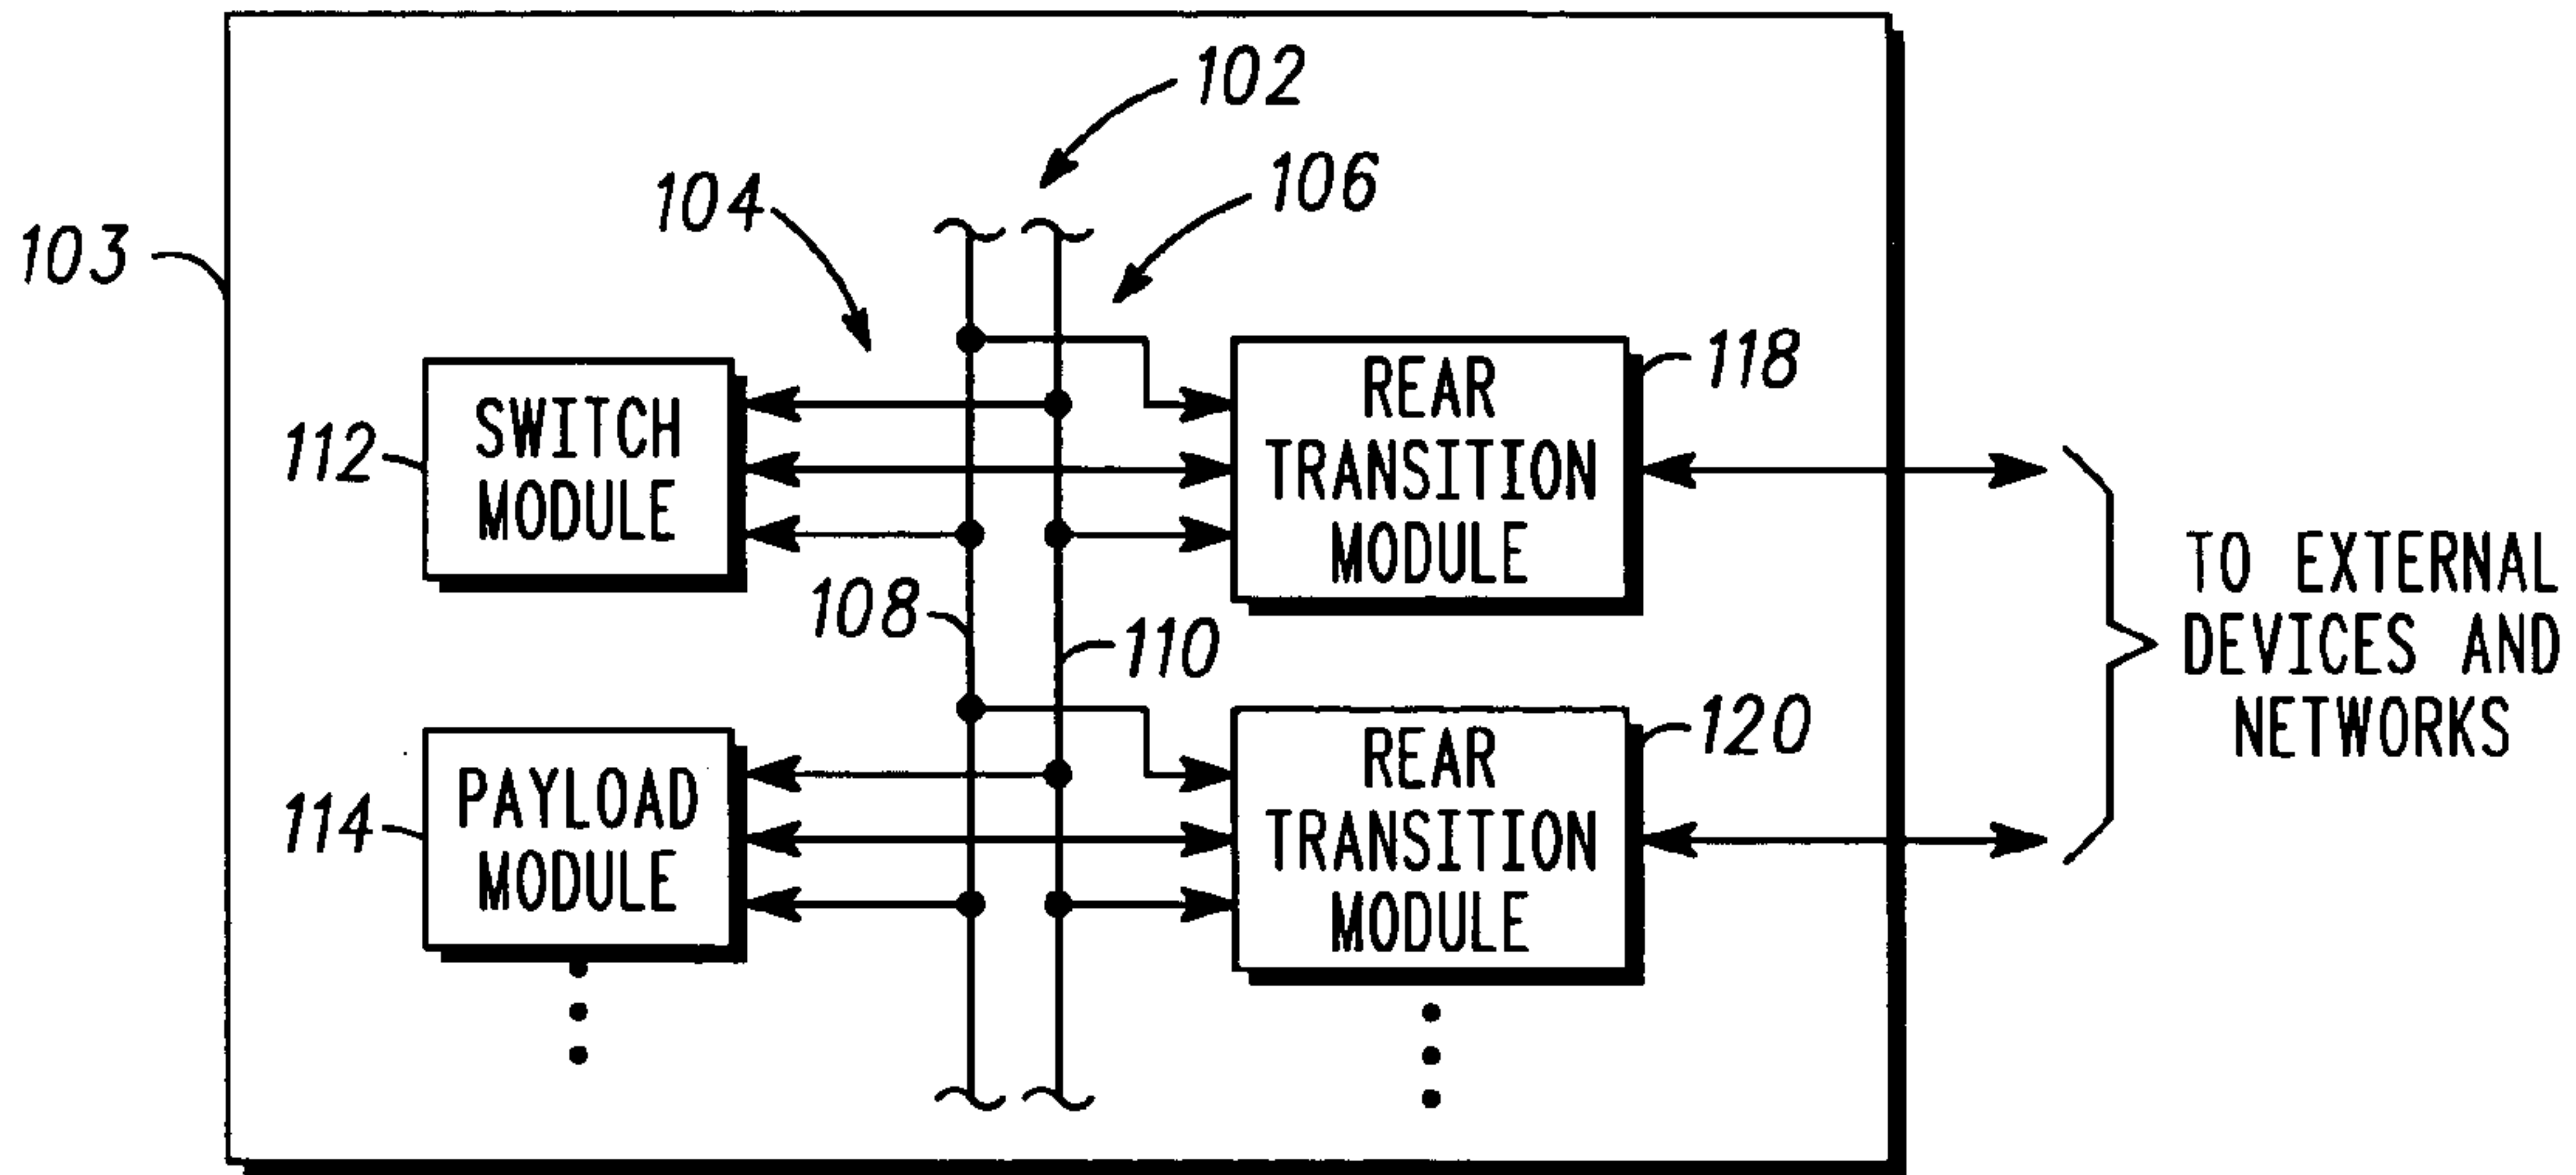 102
106
104
103
118
REAR
TRANSITION
MODULE
112
SWITCH
MODULE
108
110
TO EXTERNAL
DEVICES AND
NETWORKS
120
REAR
TRANSITION
MODULE
114
PAYLOAD
MODULE